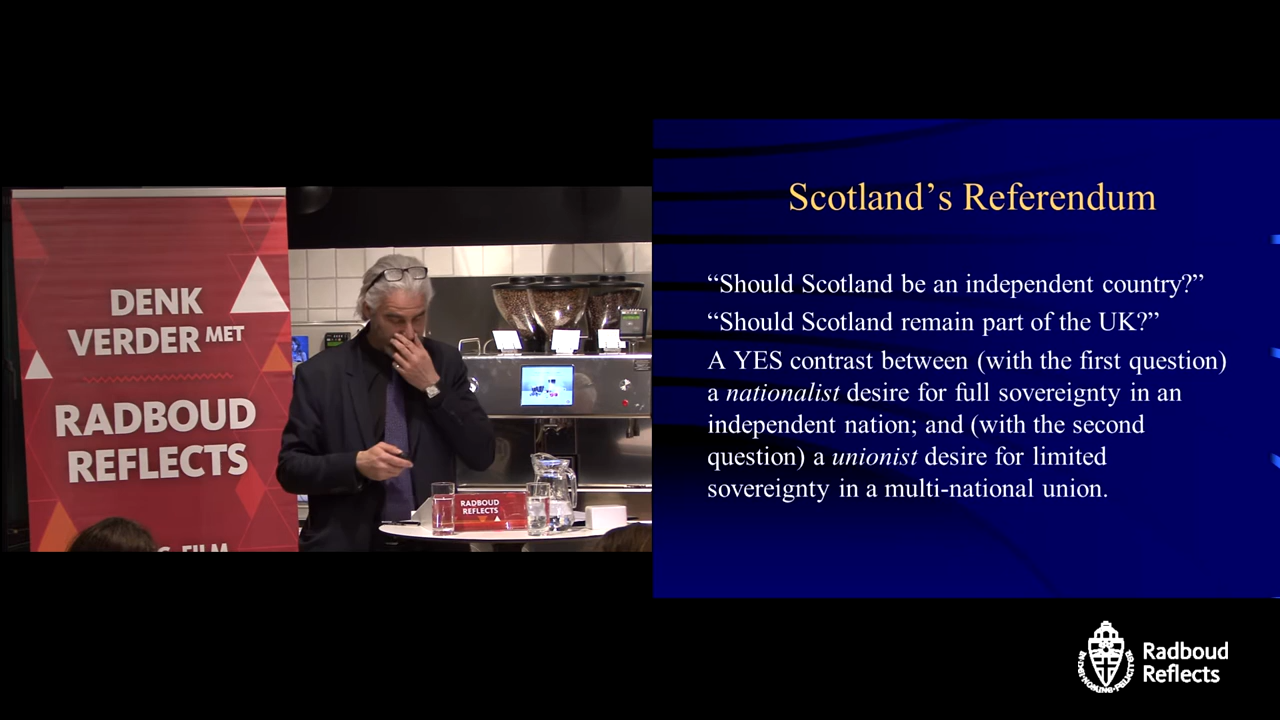 DENK
VERDER MET
RADBOUD
REFLECTS
RADBOUD
REFLECTS
Scotland’s Referendum
“Should Scotland be an independent country?”
“Should Scotland remain part of the UK?”
A YES contrast between (with the first question)
a nationalist desire for full sovereignty in an
independent nation; and (with the second
question) a unionist desire for limited
sovereignty in a multi-national union.
Radboud
Reflects